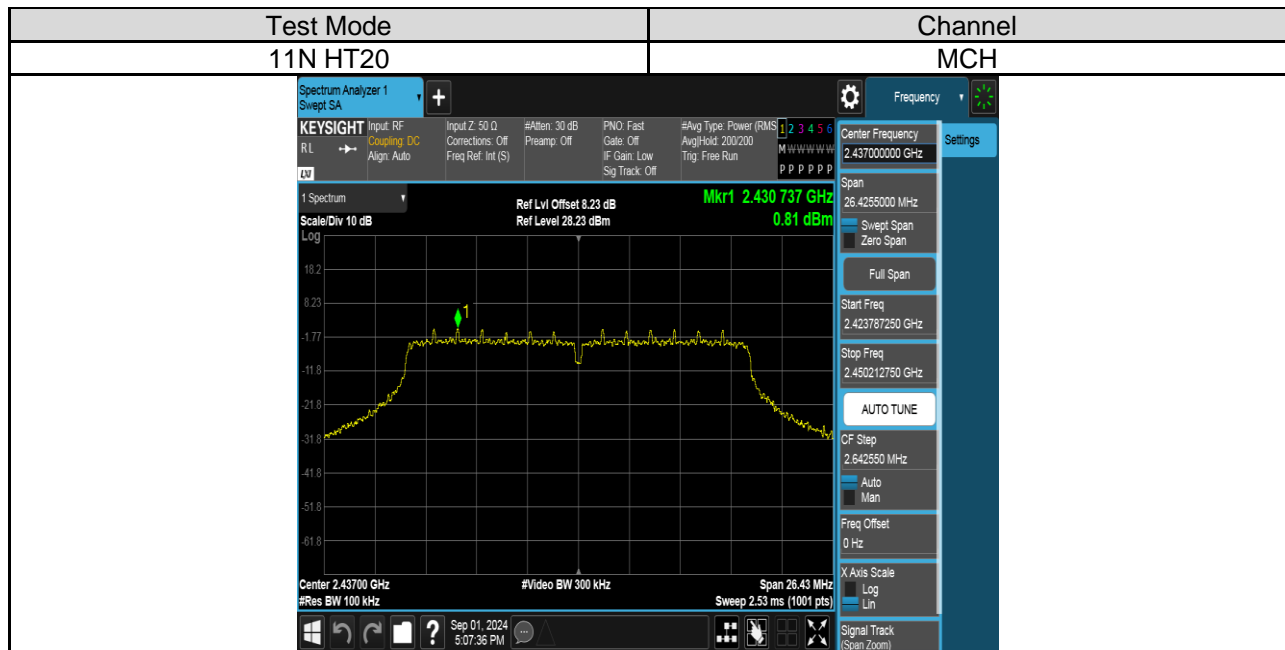 Test Mode Channel
11N HT20 MCH
Spectrum Analyzer 1
Swept SA
Frequency
KEYSIGHT
RL
LXI
Input: RF
Coupling: DC
Align: Auto
Input Z: 50 Ω
Corrections: Off
Freq Ref: Int (S)
#Atten: 30 dB
Preamp: Off
PNO: Fast
Gate: Off
IF Gain: Low
Sig Track: Off
#Avg Type: Power (RMS
Avg|Hold: 200/200
Trig: Free Run
1 2 3 4 5 6
M W W W W W
P P P P P P
1 Spectrum
Scale/Div 10 dB
Log
Ref Lvl Offset 8.23 dB
Ref Level 28.23 dBm
Mkr1 2.430 737 GHz
0.81 dBm
18.2
8.23
-1.77
-11.8
-21.8
-31.8
-41.8
-51.8
-61.8
1
Center 2.43700 GHz
#Res BW 100 kHz
#Video BW 300 kHz
Span 26.43 MHz
Sweep 2.53 ms (1001 pts)
Sep 01, 2024
5:07:36 PM
Center Frequency
2.437000000 GHz
Span
26.4255000 MHz
Swept Span
Zero Span
Full Span
Start Freq
2.423787250 GHz
Stop Freq
2.450212750 GHz
AUTO TUNE
CF Step
2.642550 MHz
Auto
Man
Freq Offset
0 Hz
X Axis Scale
Log
Lin
Signal Track
(Span Zoom)
Settings